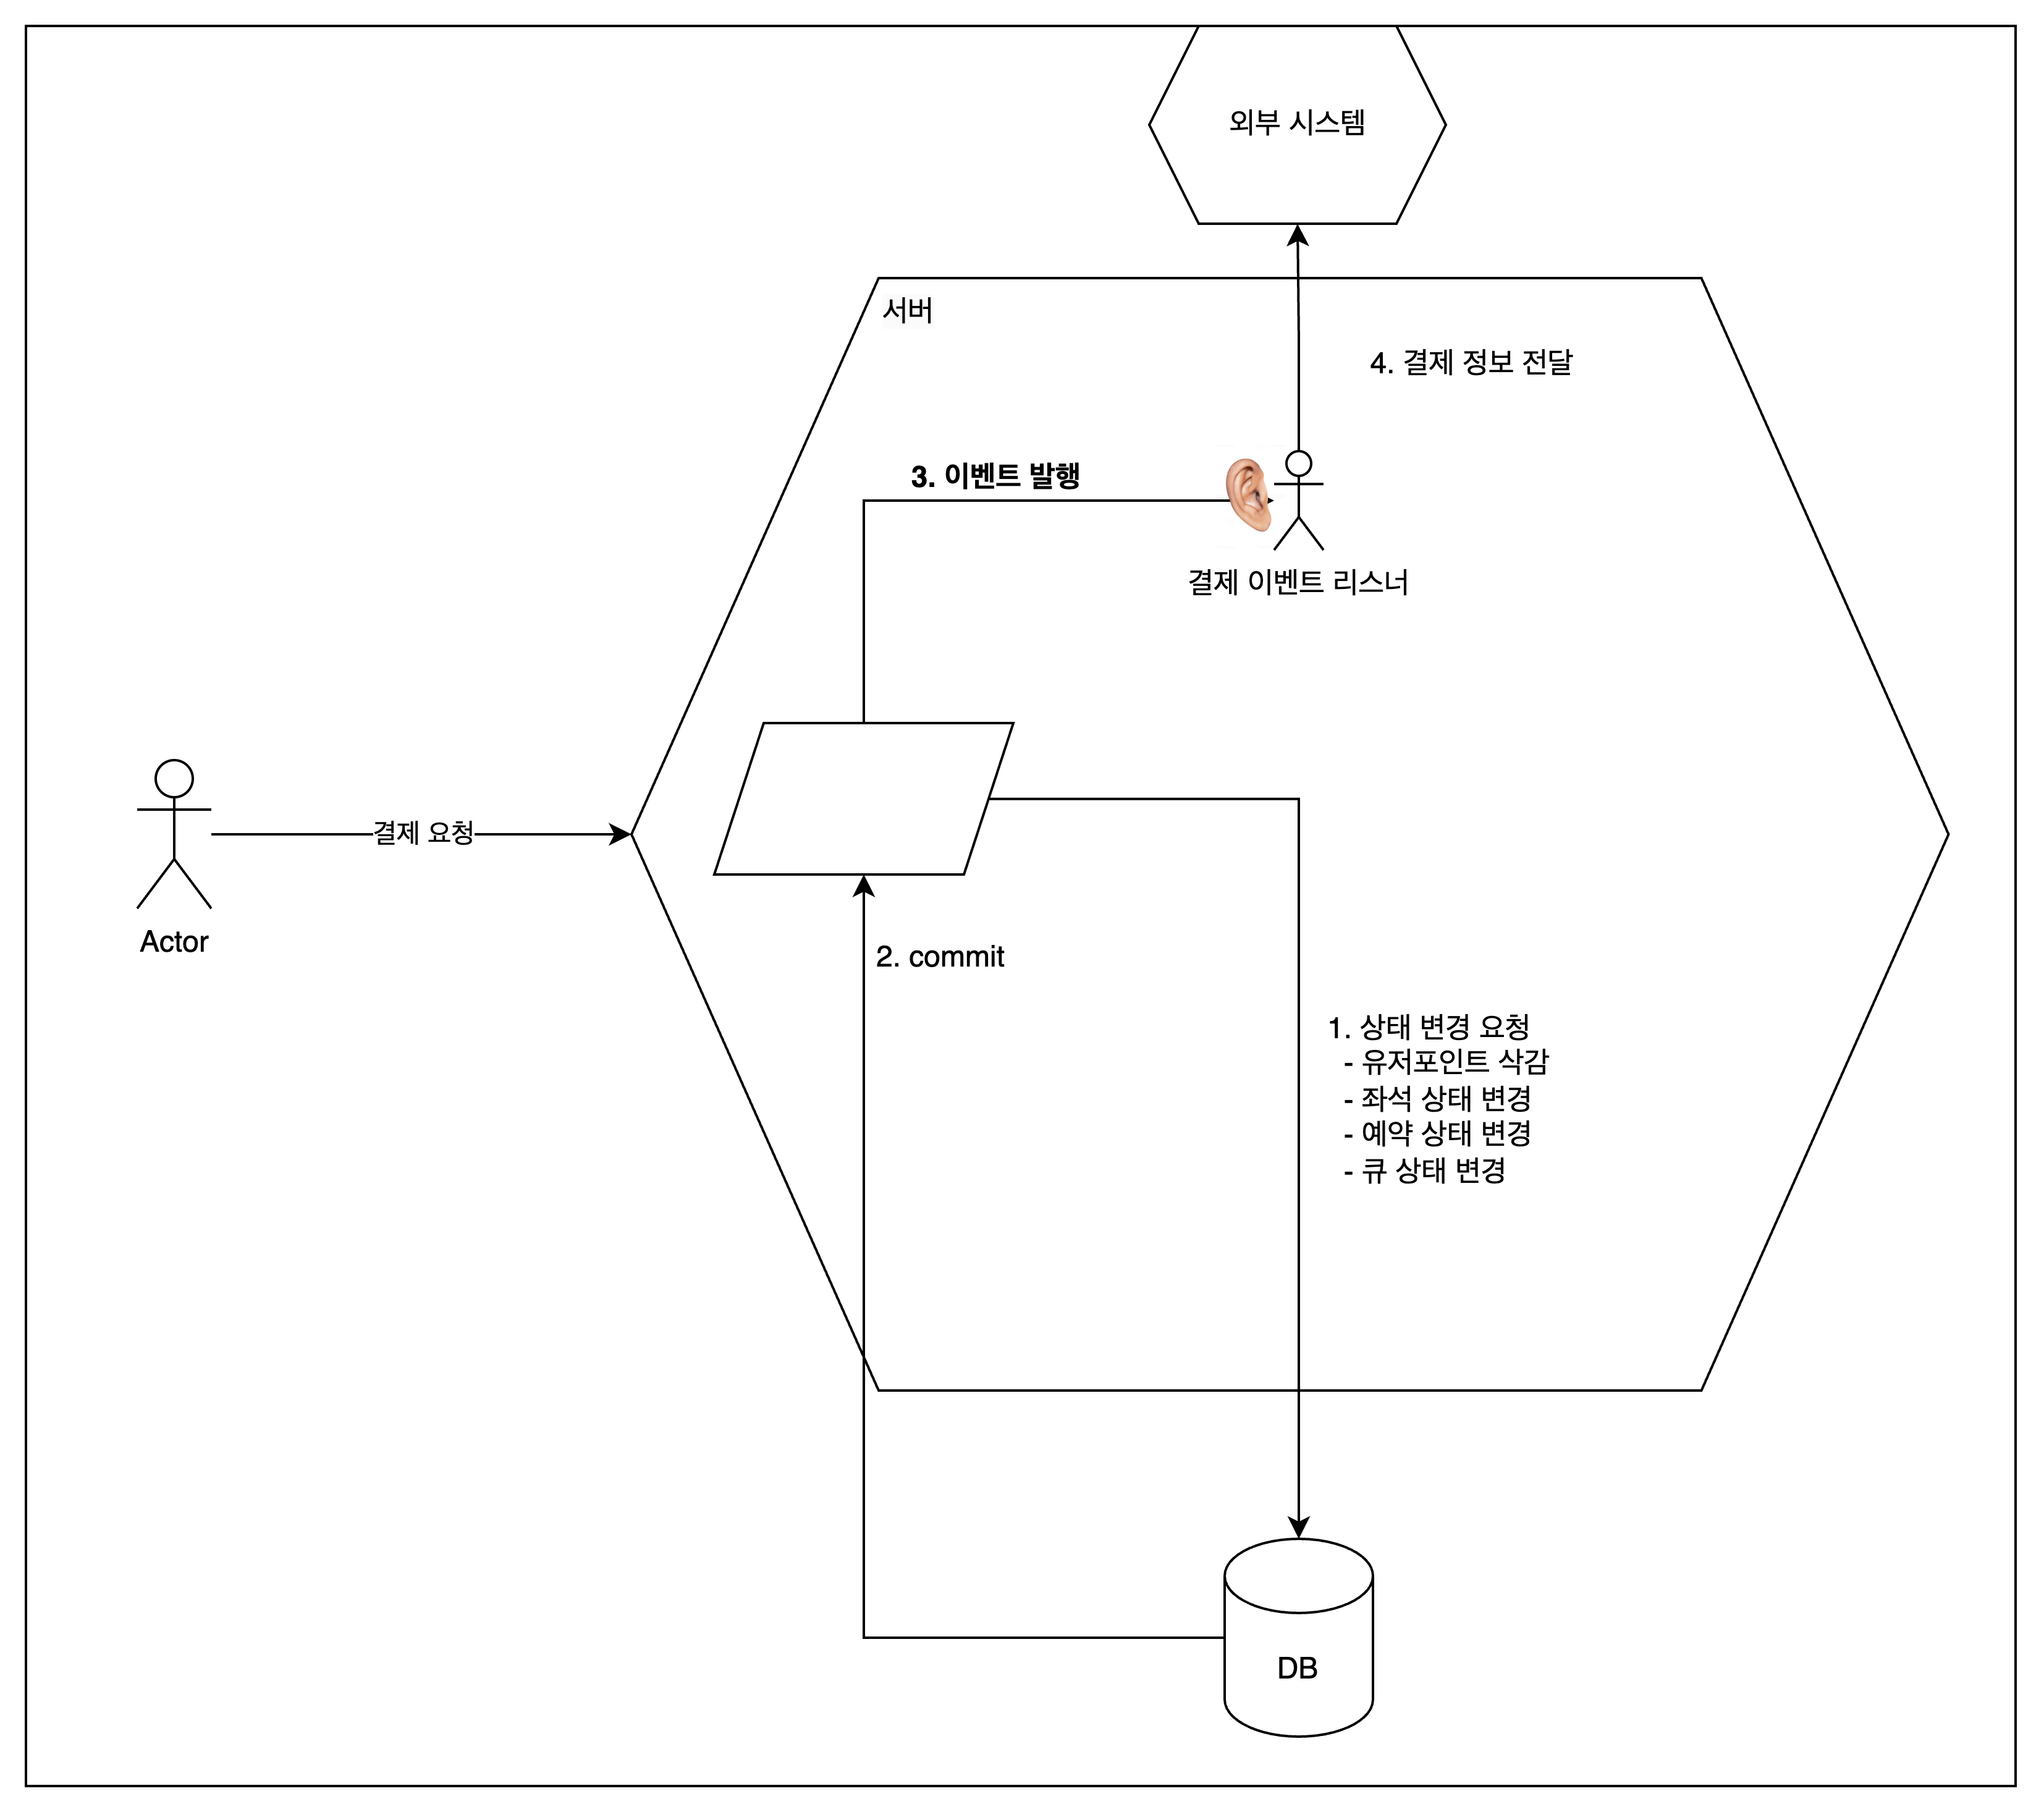 외부 시스템
서버
4. 결제 정보 전달
3. 이벤트 발행
결제 이벤트 리스너
결제 요청
Actor
2. commit
1. 상태 변경 요청
- 유저포인트 삭감
- 좌석 상태 변경
- 예약 상태 변경
- 큐 상태 변경
DB